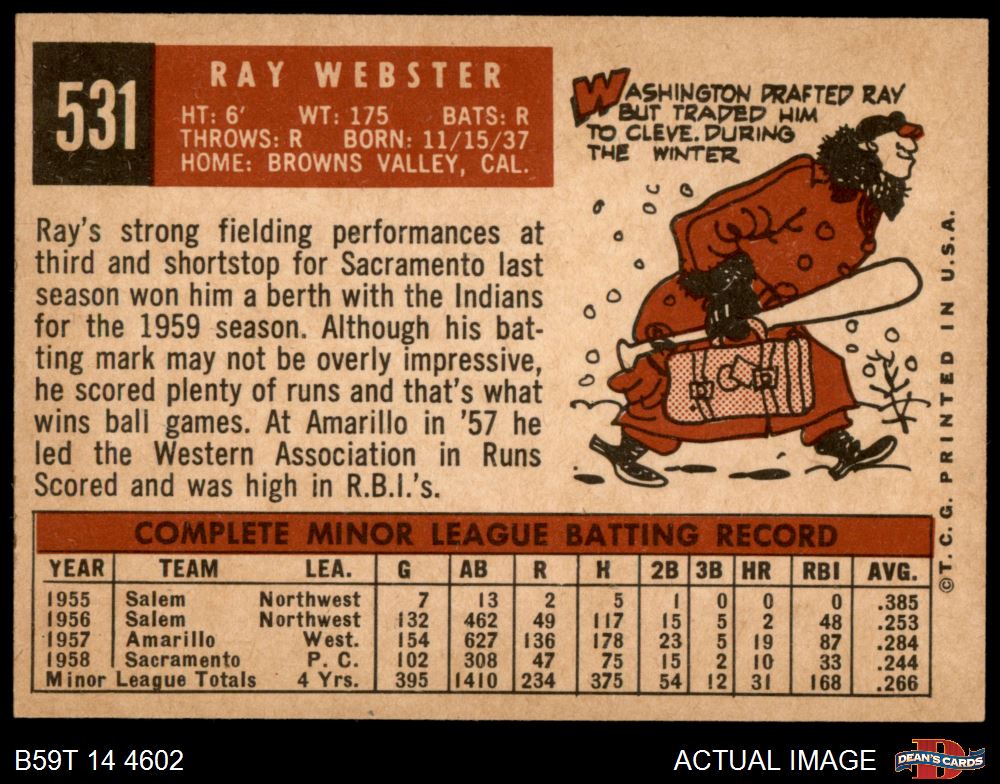 531
RAY WEBSTER
HT: 6' WT: 175 BATS: R
THROWS: R BORN: 11/15/37
HOME: BROWNS VALLEY, CAL.
WASHINGTON DRAFTED RAY
BUT TRADED HIM
TO CLEVE. DURING
THE WINTER
Ray's strong fielding performances at
third and shortstop for Sacramento last
season won him a berth with the Indians
for the 1959 season. Although his bat-
ting mark may not be overly impressive,
he scored plenty of runs and that's what
wins ball games. At Amarillo in '57 he
led the Western Association in Runs
Scored and was high in R.B.I.'s.
C
COMPLETE MINOR LEAGUE BATTING RECORD
YEAR TEAM LEA. G AB R H 2B 3B HR RBI AVG.
1955 Salem Northwest 7 13 2 5 1 0 0 0 .385
1956 Salem Northwest 132 462 49 117 15 5 2 48 .253
1957 Amarillo West. 154 627 136 178 23 5 19 87 .284
1958 Sacramento P. C. 102 308 47 75 15 2 10 33 .244
Minor League Totals 4 Yrs. 395 1410 234 375 54 12 31 168 .266
© T. C. G. PRINTED IN U.S.A.
B59T 14 4602
ACTUAL IMAGE
D
DEAN'S CARDS